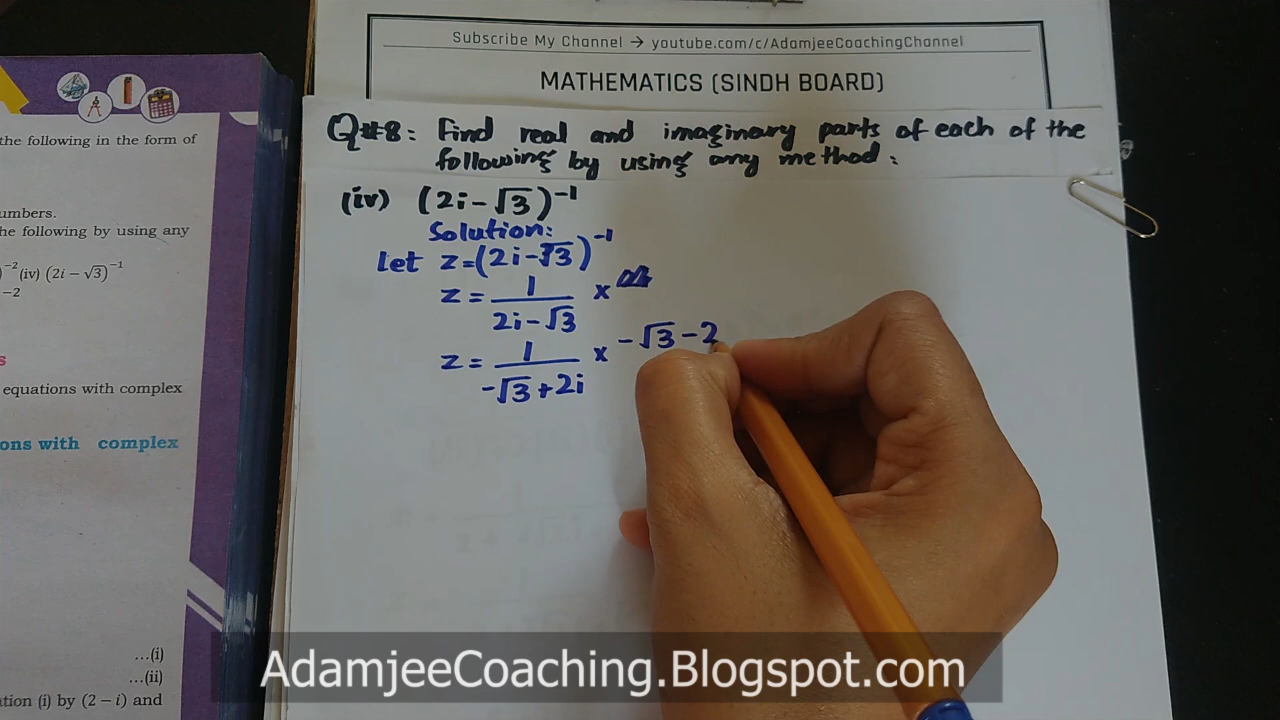 Subscribe My Channel → youtube.com/c/AdamjeeCoachingChannel
MATHEMATICS (SINDH BOARD)
Q#8: Find real and imaginary parts of each of the
following by using any method:
(iv) (2i-√3)⁻¹
Solution:
Let z=(2i-√3)⁻¹
z = 1/(2i-√3) ×
z = 1/(-√3+2i) × -√3-2
the following in the form of
umbers.
he following by using any
⁻² (iv) (2i − √3)⁻¹
−2
s
equations with complex
ons with complex
...(i)
...(ii)
ation (i) by (2 − i) and
AdamjeeCoaching.Blogspot.com